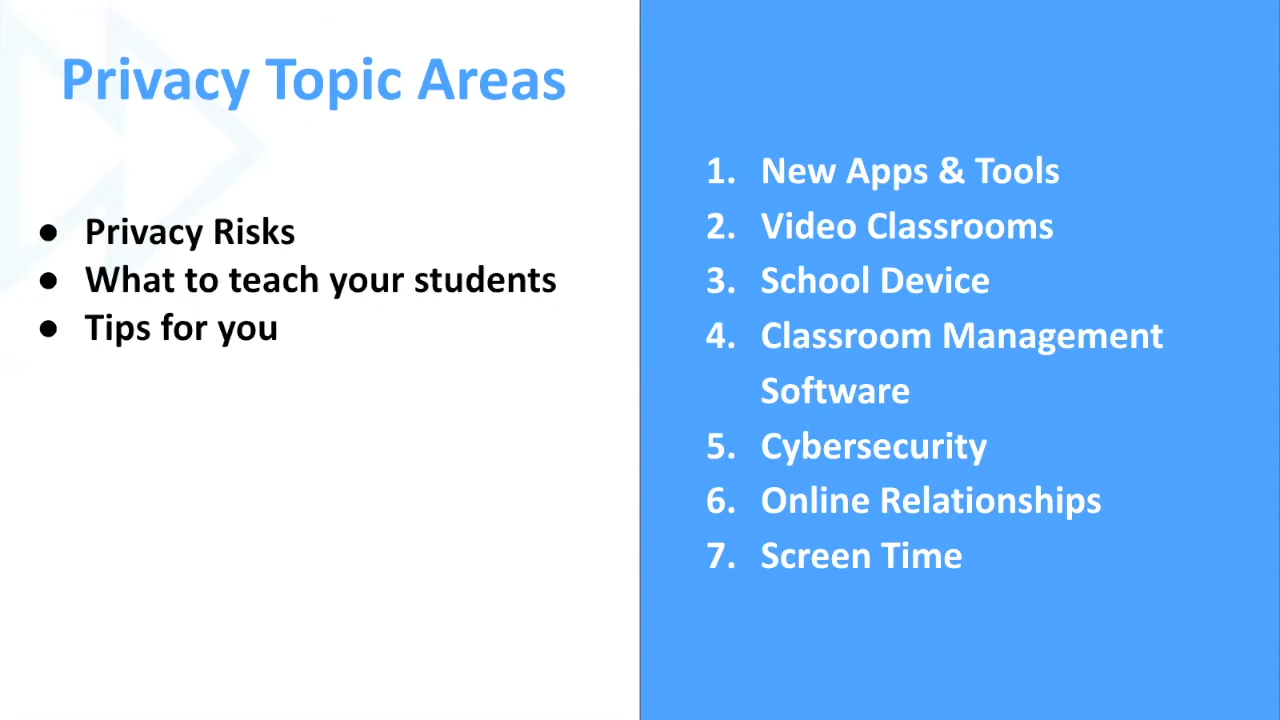 Privacy Topic Areas
● Privacy Risks
● What to teach your students
● Tips for you
1. New Apps & Tools
2. Video Classrooms
3. School Device
4. Classroom Management
Software
5. Cybersecurity
6. Online Relationships
7. Screen Time